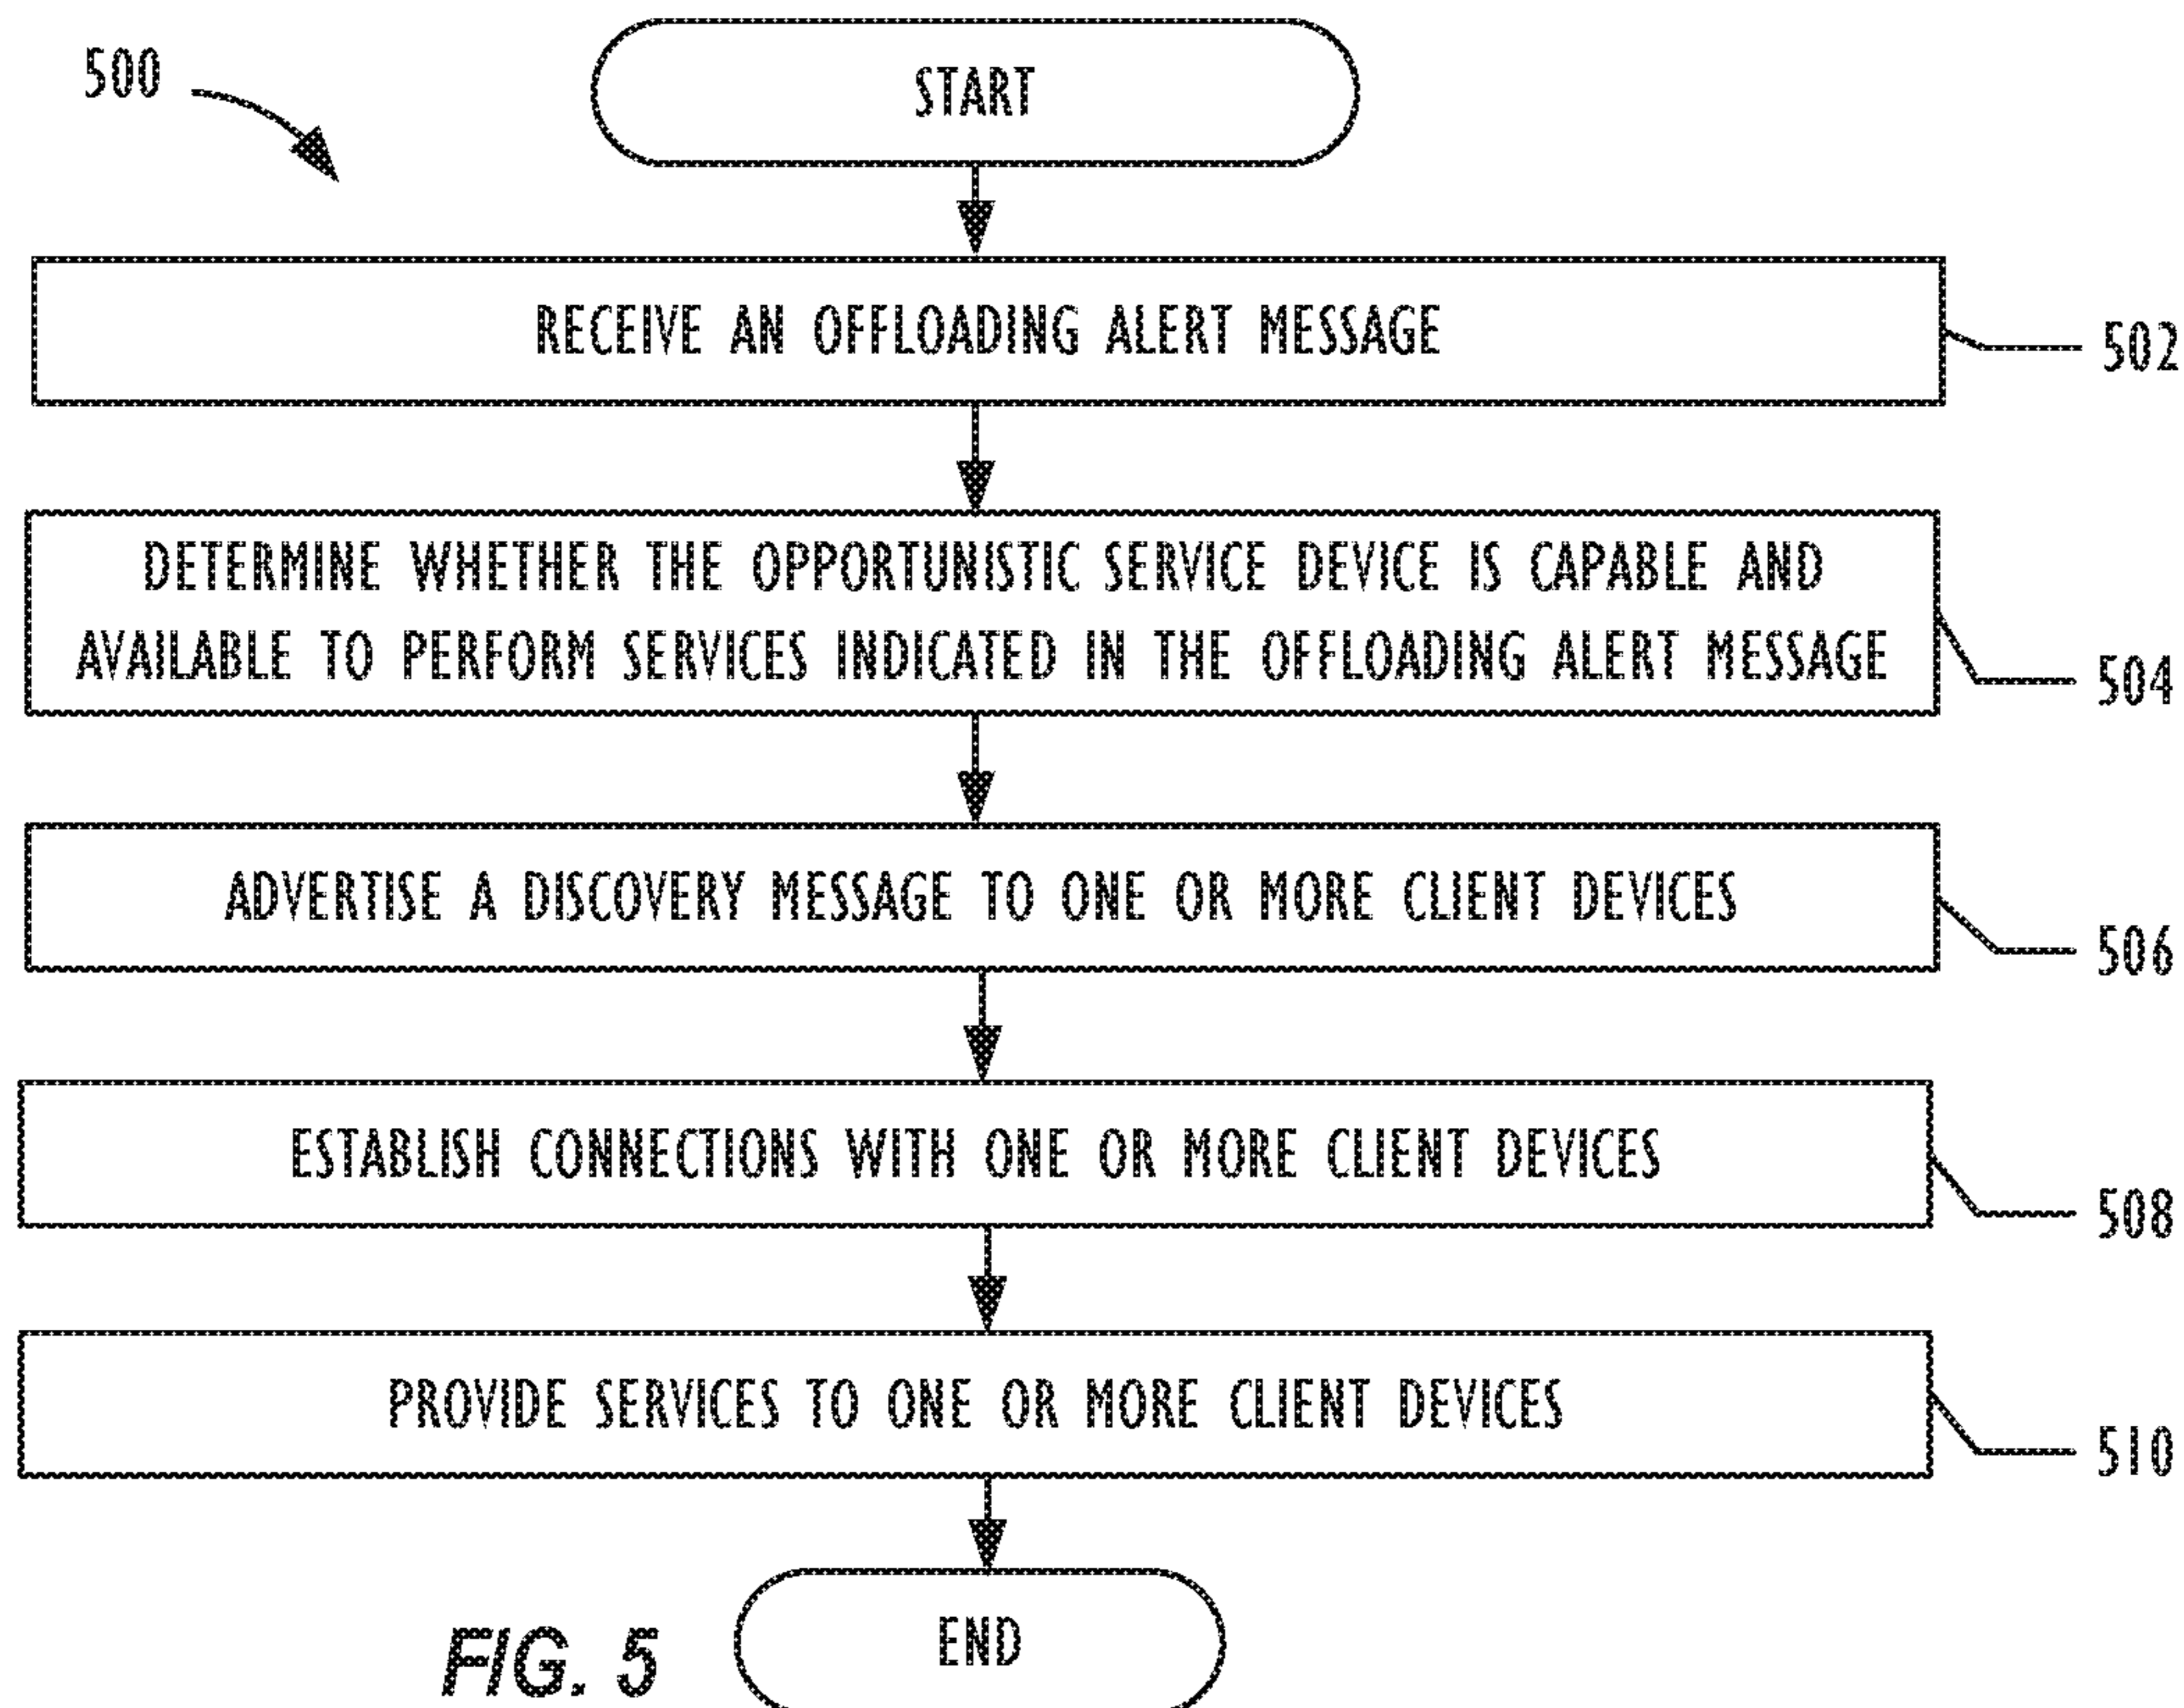 500
START
RECEIVE AN OFFLOADING ALERT MESSAGE
502
DETERMINE WHETHER THE OPPORTUNISTIC SERVICE DEVICE IS CAPABLE AND
AVAILABLE TO PERFORM SERVICES INDICATED IN THE OFFLOADING ALERT MESSAGE
504
ADVERTISE A DISCOVERY MESSAGE TO ONE OR MORE CLIENT DEVICES
506
ESTABLISH CONNECTIONS WITH ONE OR MORE CLIENT DEVICES
508
PROVIDE SERVICES TO ONE OR MORE CLIENT DEVICES
510
END
FIG. 5